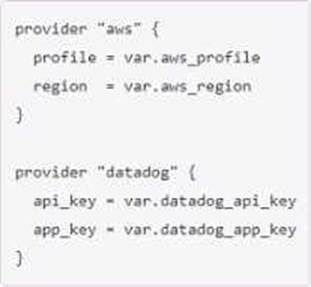 provider "aws" {
  profile = var.aws_profile
  region  = var.aws_region
}

provider "datadog" {
  api_key = var.datadog_api_key
  app_key = var.datadog_app_key
}